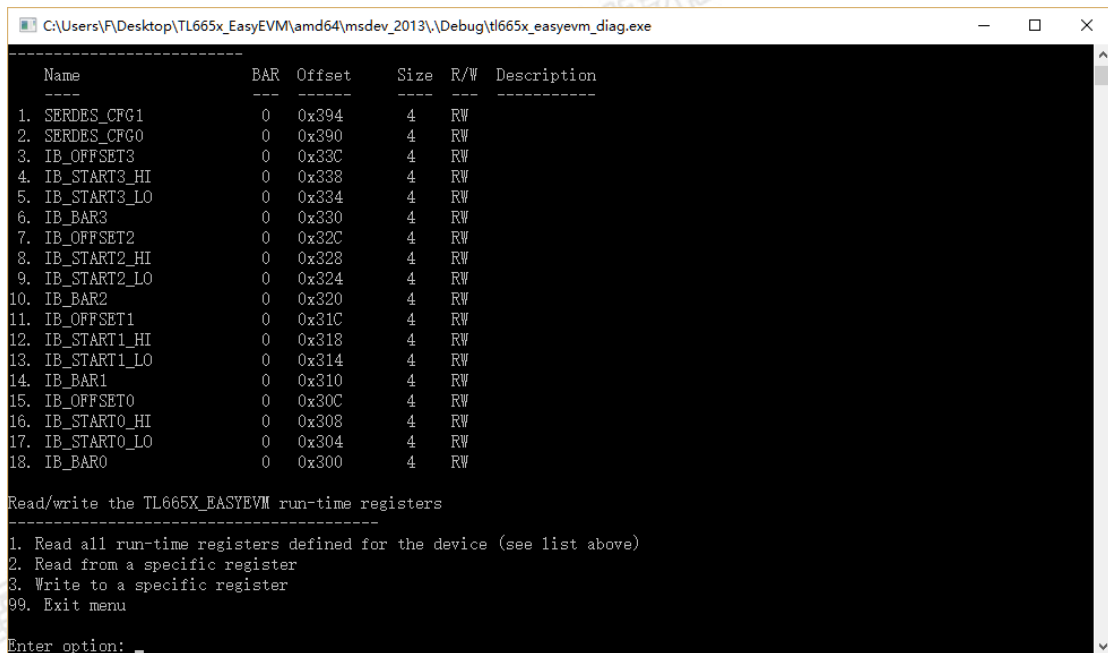 C:\Users\F\Desktop\TL665x_EasyEVM\amd64\msdev_2013\.\Debug\tl665x_easyevm_diag.exe
--------------------------
Name BAR Offset Size R/W Description
---- --- ------ ---- --- -----------
1. SERDES_CFG1 0 0x394 4 RW
2. SERDES_CFG0 0 0x390 4 RW
3. IB_OFFSET3 0 0x33C 4 RW
4. IB_START3_HI 0 0x338 4 RW
5. IB_START3_LO 0 0x334 4 RW
6. IB_BAR3 0 0x330 4 RW
7. IB_OFFSET2 0 0x32C 4 RW
8. IB_START2_HI 0 0x328 4 RW
9. IB_START2_LO 0 0x324 4 RW
10. IB_BAR2 0 0x320 4 RW
11. IB_OFFSET1 0 0x31C 4 RW
12. IB_START1_HI 0 0x318 4 RW
13. IB_START1_LO 0 0x314 4 RW
14. IB_BAR1 0 0x310 4 RW
15. IB_OFFSET0 0 0x30C 4 RW
16. IB_START0_HI 0 0x308 4 RW
17. IB_START0_LO 0 0x304 4 RW
18. IB_BAR0 0 0x300 4 RW
Read/write the TL665X_EASYEVM run-time registers
-----------------------------------------
1. Read all run-time registers defined for the device (see list above)
2. Read from a specific register
3. Write to a specific register
99. Exit menu
Enter option: _